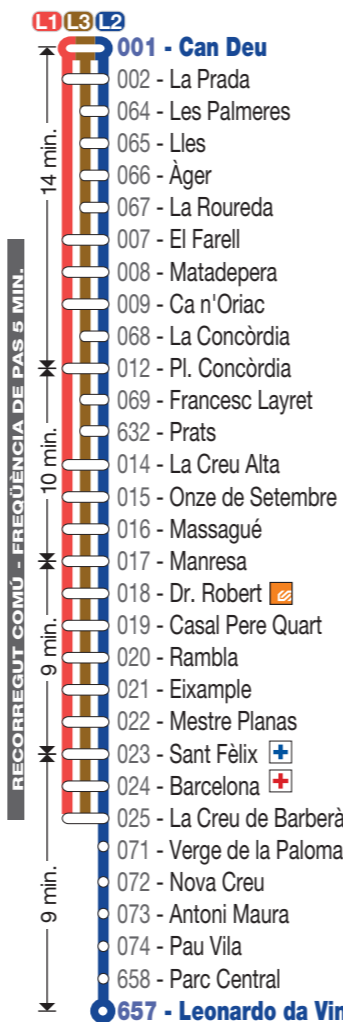 L1 L3 L2
001 - Can Deu
002 - La Prada
064 - Les Palmeres
065 - Lles
066 - Àger
067 - La Roureda
007 - El Farell
008 - Matadepera
009 - Ca n'Oriac
068 - La Concòrdia
012 - Pl. Concòrdia
069 - Francesc Layret
632 - Prats
014 - La Creu Alta
015 - Onze de Setembre
016 - Massagué
017 - Manresa
018 - Dr. Robert
019 - Casal Pere Quart
020 - Rambla
021 - Eixample
022 - Mestre Planas
023 - Sant Fèlix
024 - Barcelona
025 - La Creu de Barberà
071 - Verge de la Paloma
072 - Nova Creu
073 - Antoni Maura
074 - Pau Vila
658 - Parc Central
657 - Leonardo da Vin
14 min.
10 min.
9 min.
9 min.
RECORREGUT COMÚ - FREQÜÈNCIA DE PAS 5 MIN.